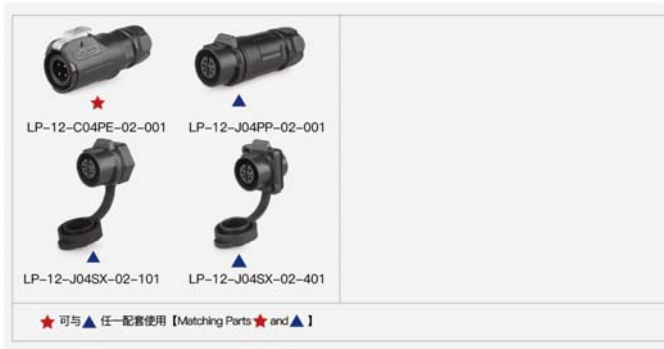 LP-12-C04PE-02-001
LP-12-J04PP-02-001
LP-12-J04SX-02-101
LP-12-J04SX-02-401
★ 可与▲ 任一配套使用【Matching Parts★ and▲ 】